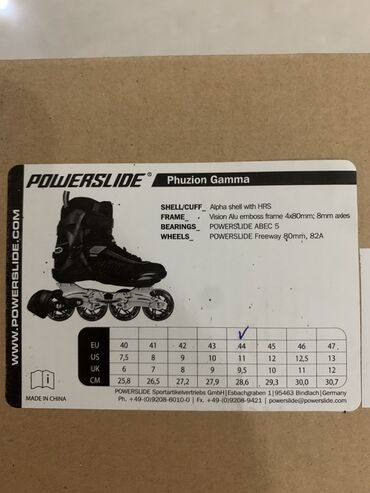 POWERSLIDE® Phuzion Gamma
SHELL/CUFF_ Alpha shell with HRS
FRAME_ Vision Alu emboss frame 4x80mm; 8mm axles
BEARINGS_ POWERSLIDE ABEC 5
WHEELS_ POWERSLIDE Freeway 80mm, 82A
WWW.POWERSLIDE.COM
EU 40 41 42 43 44 45 46 47
US 7,5 8 9 10 11 12 12,5 13
UK 6 7 8 9 9,5 10 11 12
CM 25,8 26,5 27,2 27,9 28,6 29,3 30,0 30,7
MADE IN CHINA
POWERSLIDE Sportartikelvertriebs GmbH|Esbachgraben 1|95463 Bindlach|Germany
Ph. +49-(0)9208-6010-0 | Fax. +49-(0)9208-9421 | powerslide@powerslide.com